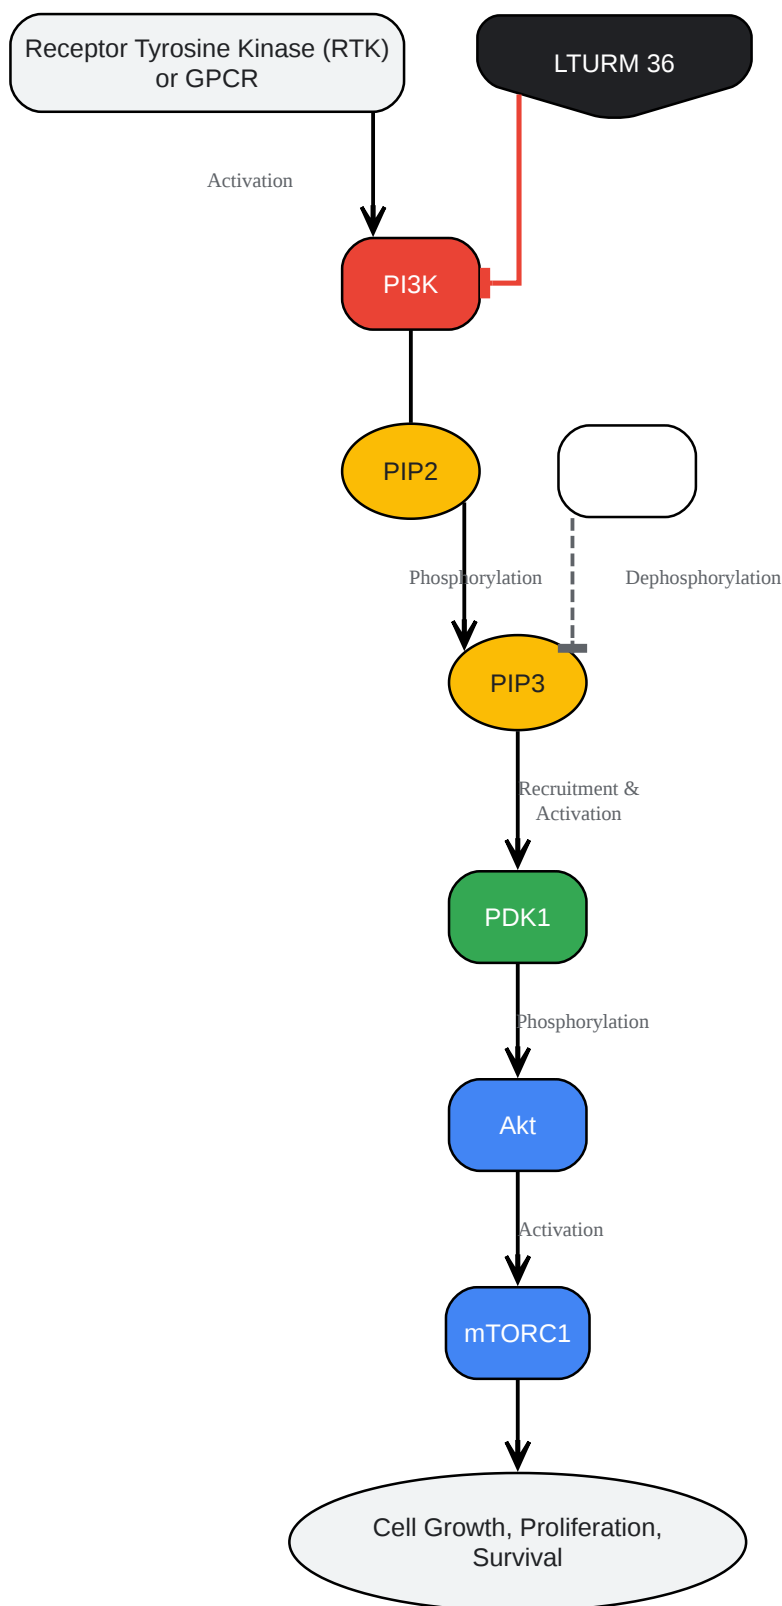 Receptor Tyrosine Kinase (RTK)
or GPCR
LTURM 36
Activation
PI3K
PIP2
Phosphorylation
Dephosphorylation
PIP3
Recruitment &
Activation
PDK1
Phosphorylation
Akt
Activation
mTORC1
Cell Growth, Proliferation,
Survival